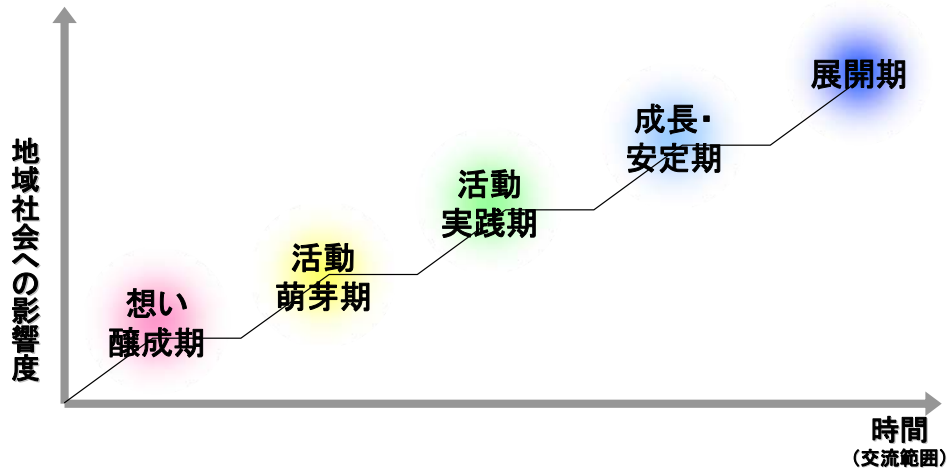 地域社会への影響度
想い
醸成期
活動
萌芽期
活動
実践期
成長・
安定期
展開期
時間
（交流範囲）